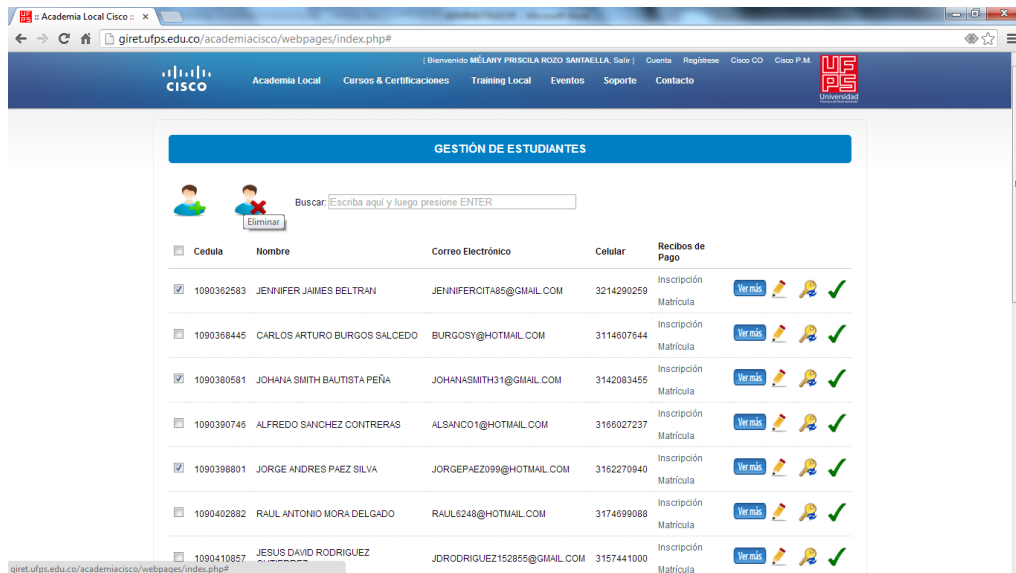 :: Academia Local Cisco ::
giret.ufps.edu.co/academiacisco/webpages/index.php#
[ Bienvenido MÉLANY PRISCILA ROZO SANTAELLA, Salir ] Cuenta Regístrese Cisco CO Cisco P.M.
CISCO
Academia Local Cursos & Certificaciones Training Local Eventos Soporte Contacto
UFPS
Universidad
GESTIÓN DE ESTUDIANTES
Buscar: Escriba aquí y luego presione ENTER
Eliminar
Cedula Nombre Correo Electrónico Celular Recibos de Pago
Inscripción
1090362583 JENNIFER JAIMES BELTRAN JENNIFERCITA85@GMAIL.COM 3214290259 Ver más
Matrícula
Inscripción
1090368445 CARLOS ARTURO BURGOS SALCEDO BURGOSY@HOTMAIL.COM 3114607644 Ver más
Matrícula
Inscripción
1090380581 JOHANA SMITH BAUTISTA PEÑA JOHANASMITH31@GMAIL.COM 3142083455 Ver más
Matrícula
Inscripción
1090390746 ALFREDO SANCHEZ CONTRERAS ALSANCO1@HOTMAIL.COM 3166027237 Ver más
Matrícula
Inscripción
1090398801 JORGE ANDRES PAEZ SILVA JORGEPAEZ099@HOTMAIL.COM 3162270940 Ver más
Matrícula
Inscripción
1090402882 RAUL ANTONIO MORA DELGADO RAUL6248@HOTMAIL.COM 3174699088 Ver más
Matrícula
Inscripción
1090410857 JESUS DAVID RODRIGUEZ JDRODRIGUEZ152855@GMAIL.COM 3157441000 Ver más
Matrícula
giret.ufps.edu.co/academiacisco/webpages/index.php#